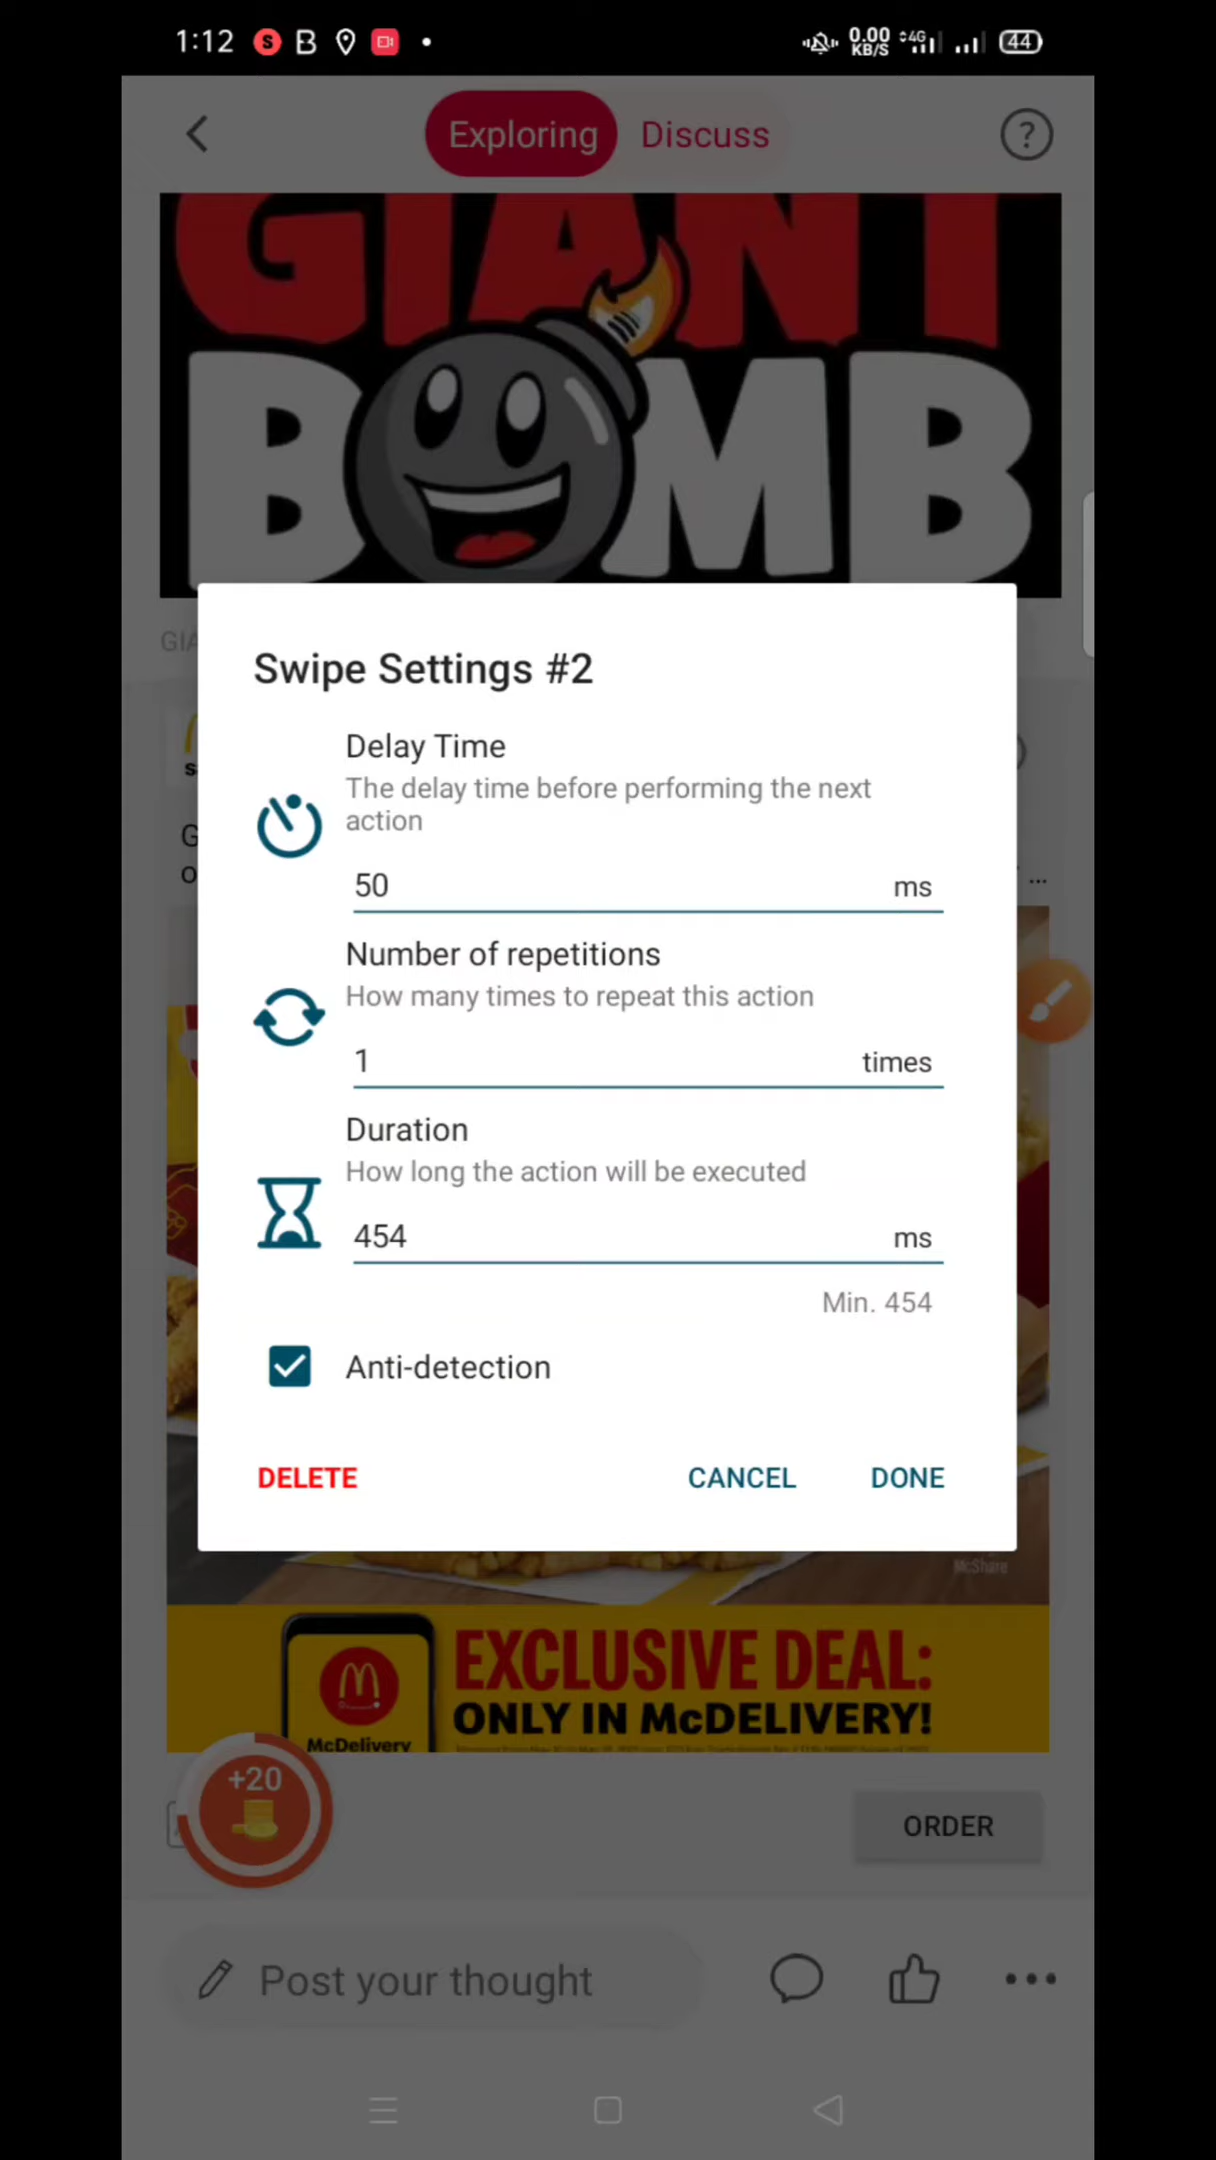 1:12
0.00
KB/S
4G
44
Exploring
Discuss
?
GIANT
BOMB
GIA
Swipe Settings #2
Delay Time
The delay time before performing the next
action
50
ms
Number of repetitions
How many times to repeat this action
1
times
Duration
How long the action will be executed
454
ms
Min. 454
Anti-detection
DELETE
CANCEL
DONE
McShare
EXCLUSIVE DEAL:
ONLY IN McDELIVERY!
McDelivery
+20
ORDER
Post your thought